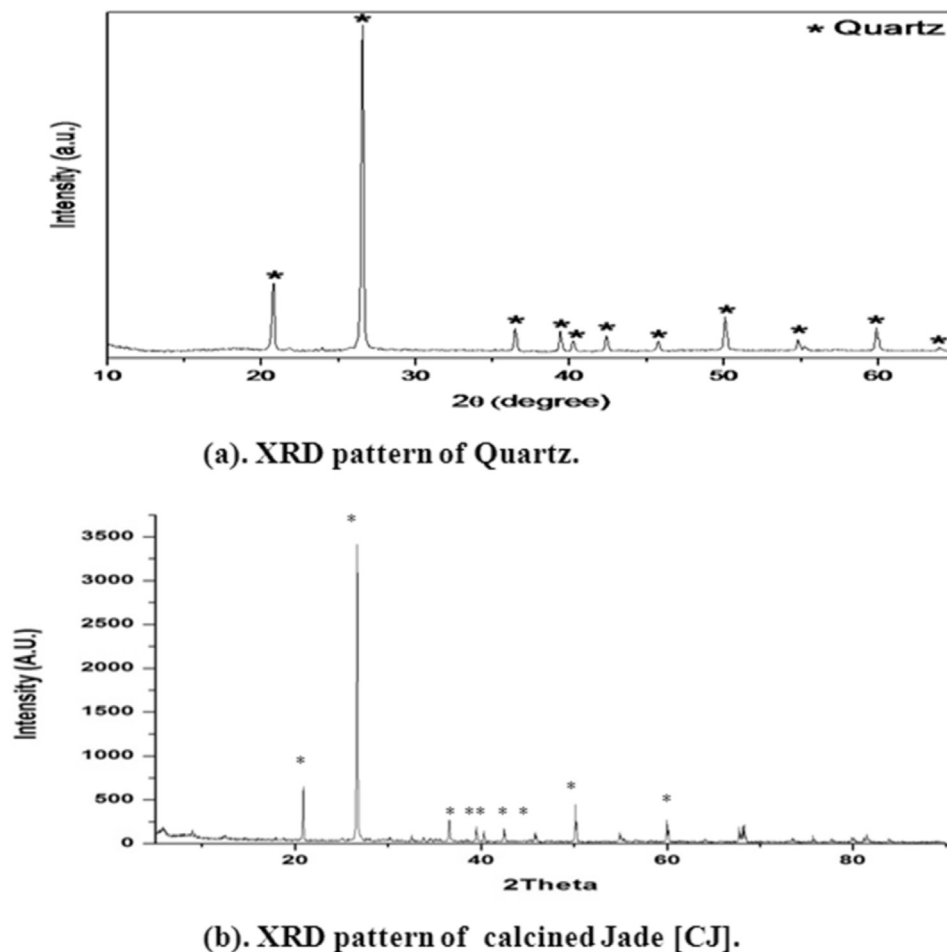 * Quartz
Intensity (a.u.)
10 20 30 40 50 60
2θ (degree)
(a). XRD pattern of Quartz.
3500
3000
2500
2000
1500
1000
500
0
Intensity (A.U.)
20 40 60 80
2Theta
(b). XRD pattern of calcined Jade [CJ].